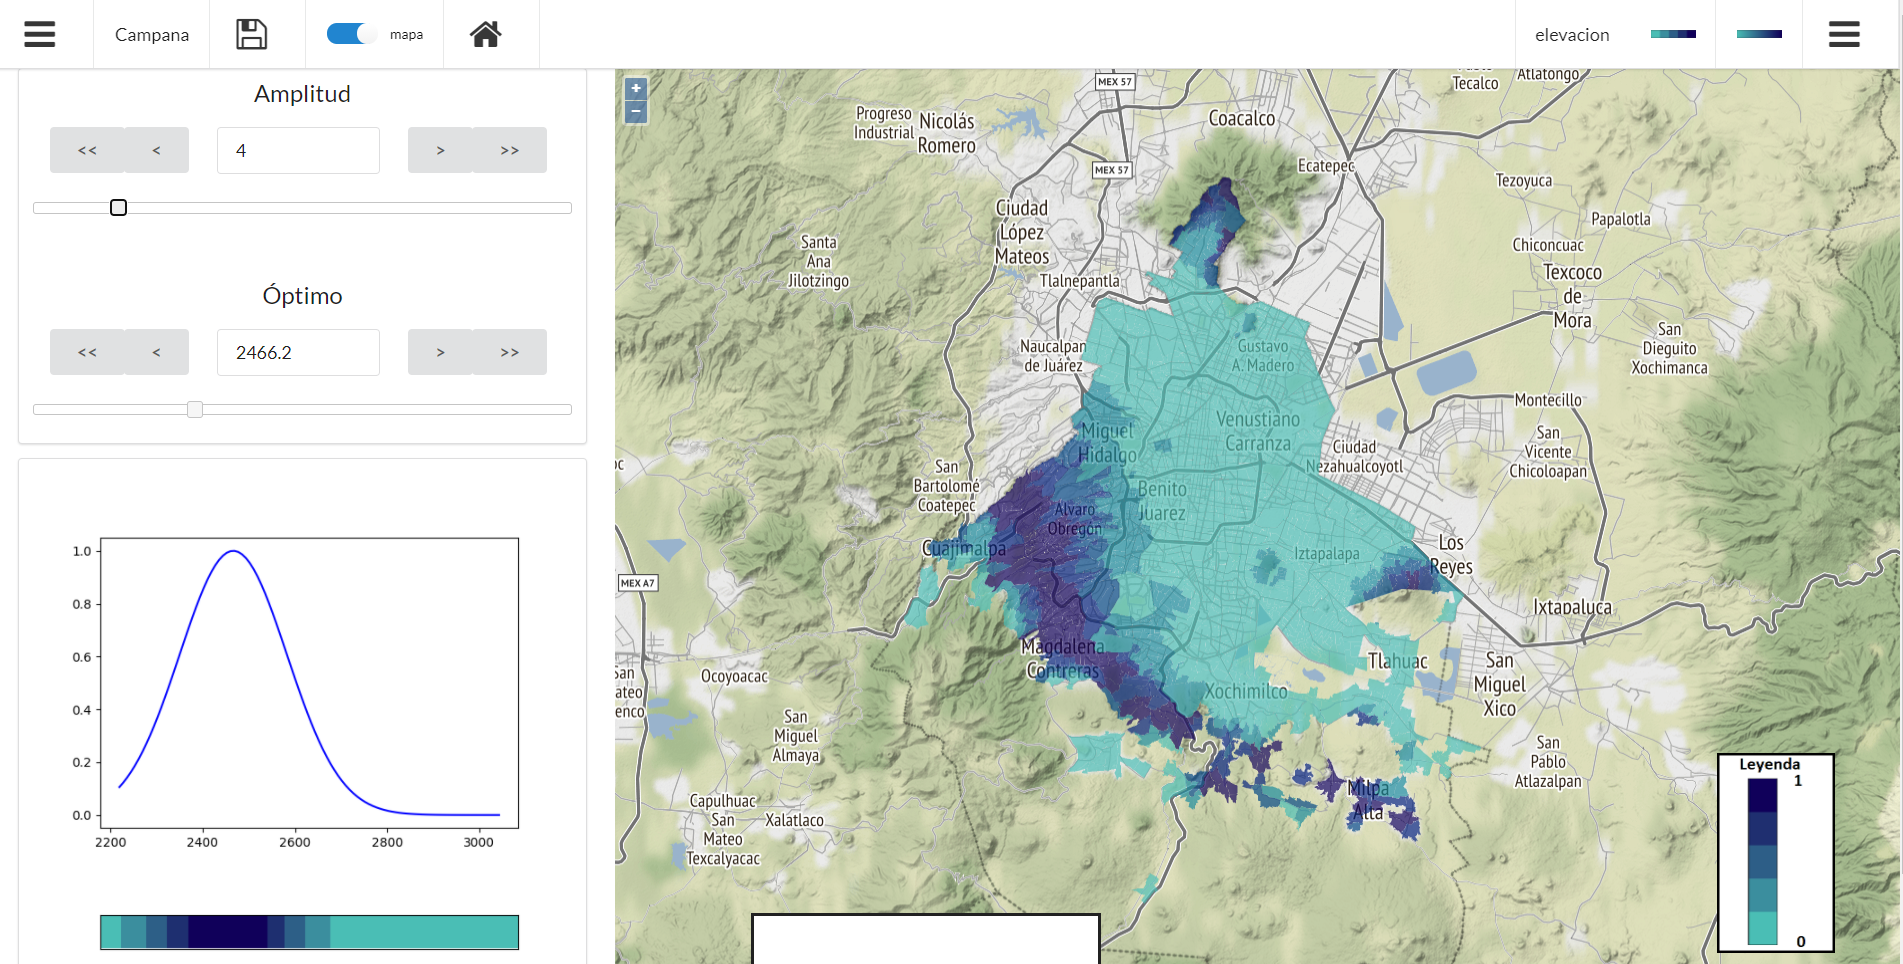 Campana
mapa
elevacion
Amplitud
<<
<
4
>
>>
Óptimo
<<
<
2466.2
>
>>
1.0
0.8
0.6
0.4
0.2
0.0
2200
2400
2600
2800
3000
+
−
MEX 57
Tecalco
Atlatongo
Progreso
Industrial
Nicolás
Romero
Coacalco
MEX 57
Ecatepec
Tezoyuca
Ciudad
López
Mateos
Papalotla
Santa
Ana
Jilotzingo
Chiconcuac
Tlalnepantla
Texcoco
de
Mora
San
Dieguito
Xochimanca
Naucalpan
de Juárez
Gustavo
A. Madero
Montecillo
Miguel
Hidalgo
Venustiano
Carranza
Ciudad
Nezahualcoyotl
San
Vicente
Chicoloapan
San
Bartolomé
Coatepec
Benito
Juarez
Alvaro
Obregon
Cuajimalpa
Iztapalapa
Los
Reyes
MEX A7
Ixtapaluca
Magdalena
Contreras
Tlahuac
San
Miguel
Xico
Ocoyoacac
Xochimilco
San
Miguel
Almaya
San
Pablo
Atlazalpan
Milpa
Alta
Capulhuac
San
Mateo
Texcalyacac
Xalatlaco
Leyenda
1
0